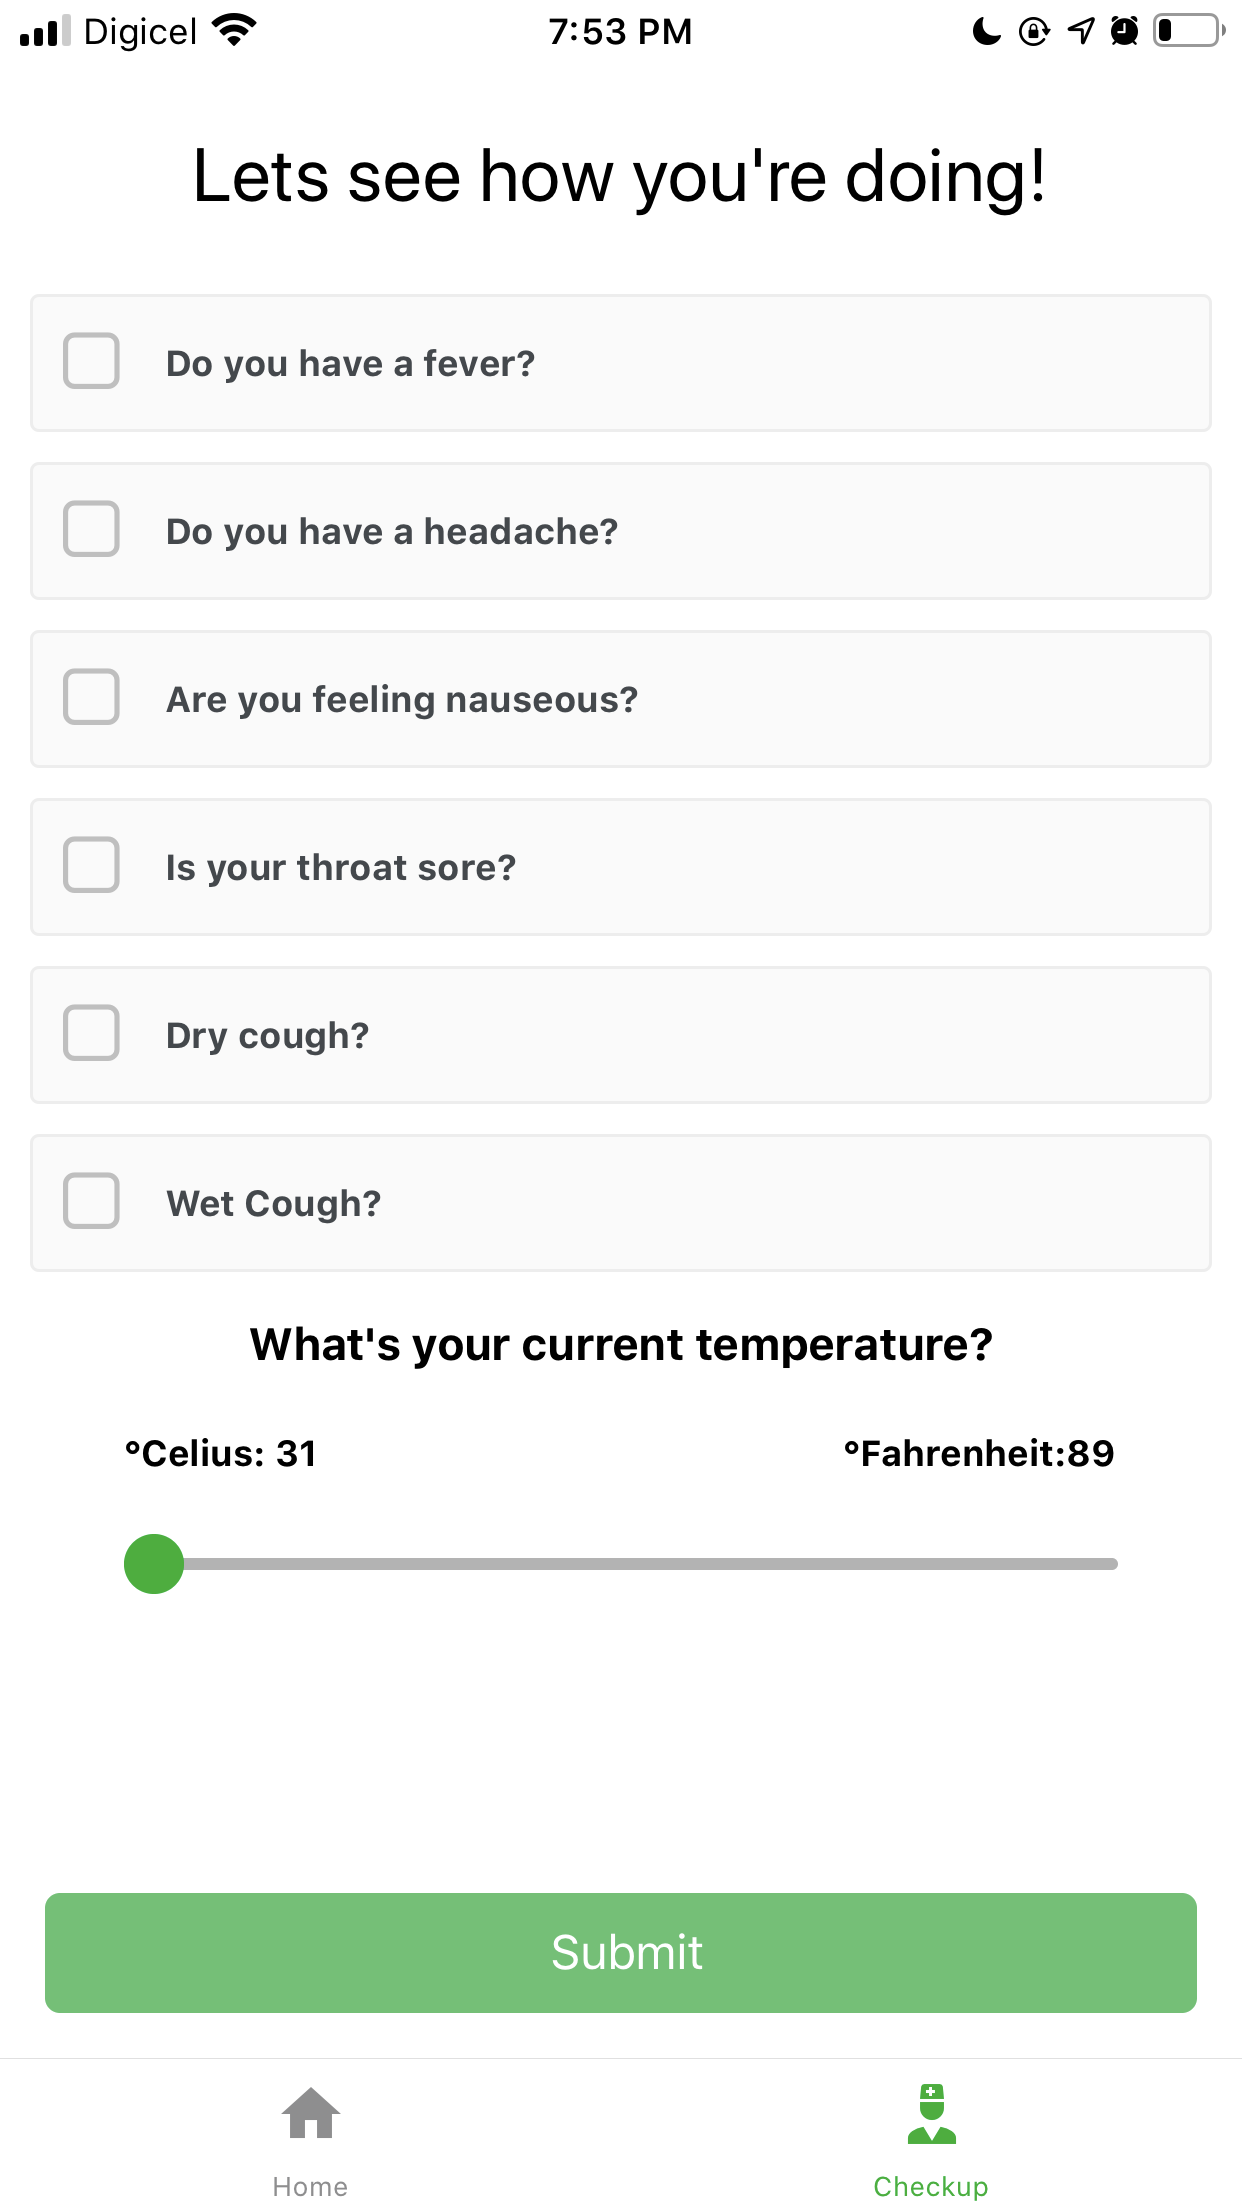 Digicel 7:53 PM
Lets see how you're doing!
Do you have a fever?
Do you have a headache?
Are you feeling nauseous?
Is your throat sore?
Dry cough?
Wet Cough?
What's your current temperature?
°Celius: 31 °Fahrenheit:89
Submit
Home Checkup